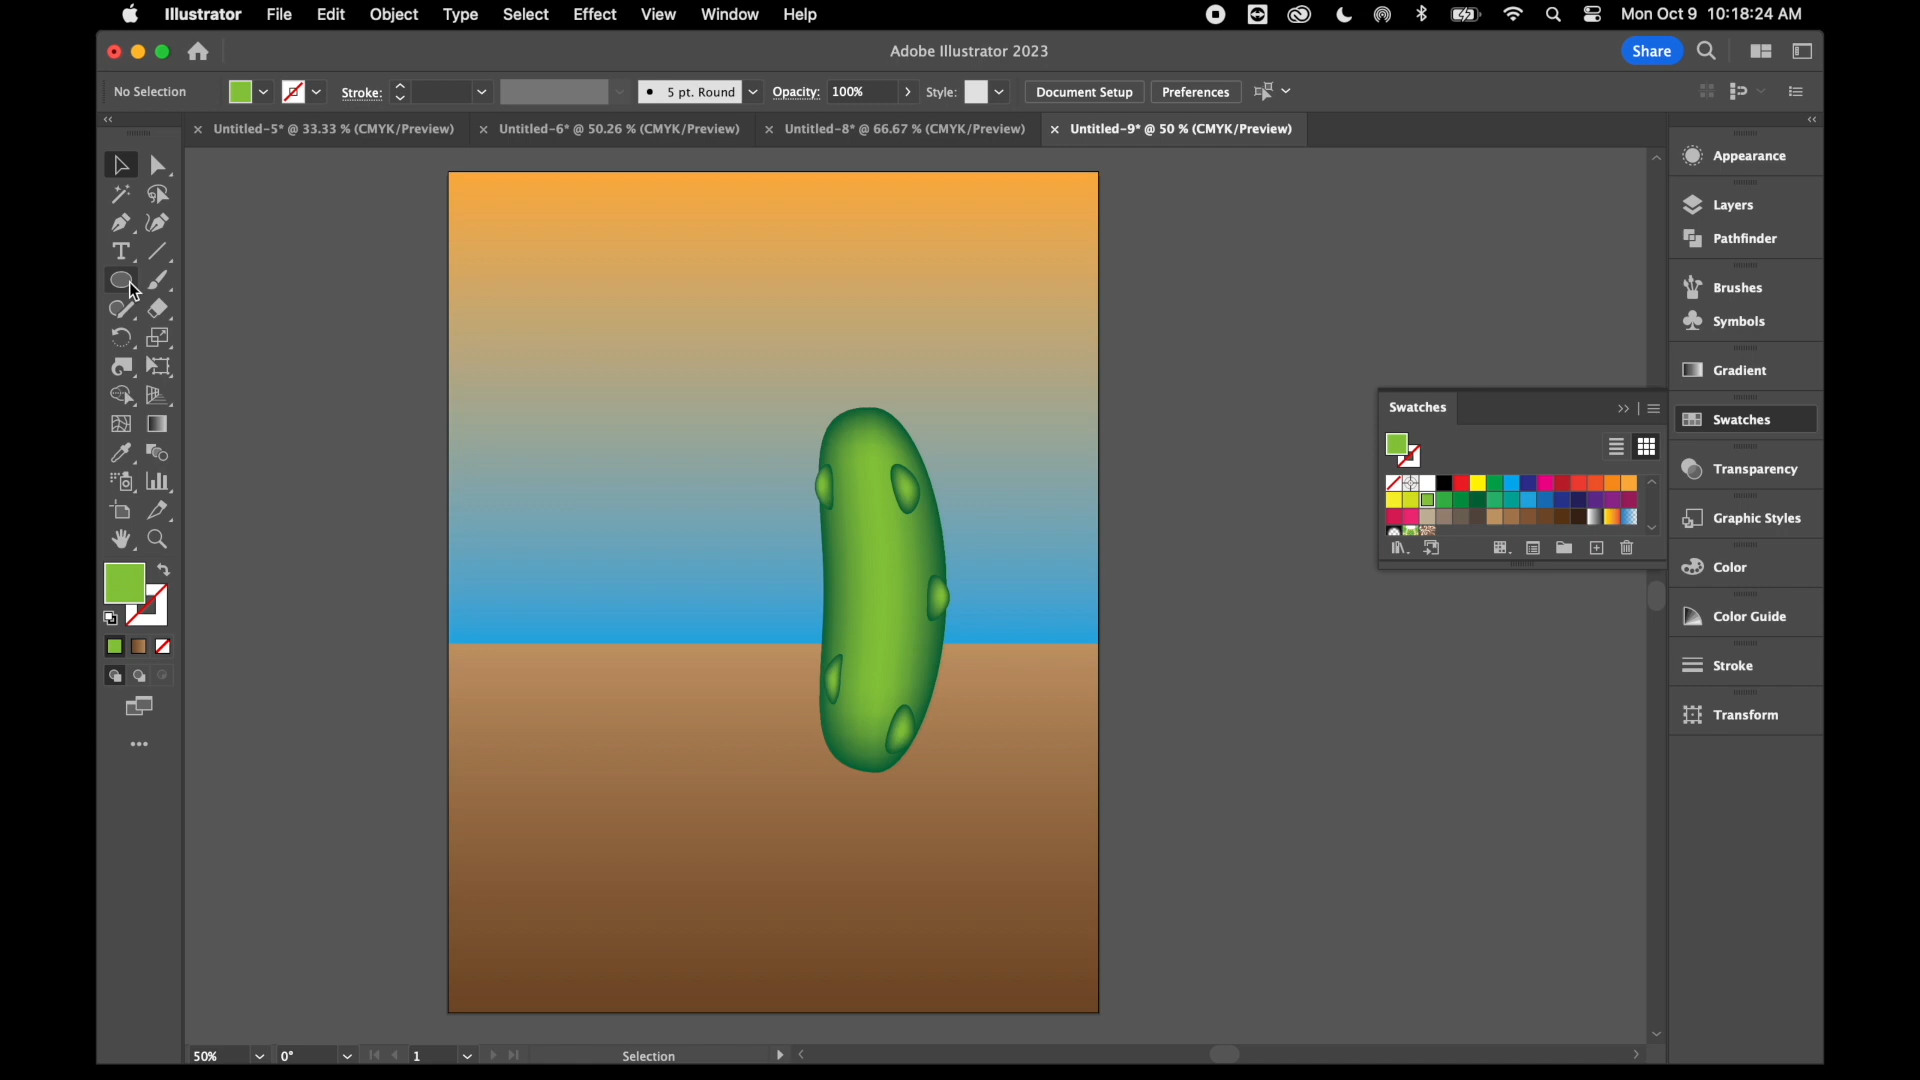 Illustrator File Edit Object Type Select Effect View Window Help Mon Oct 9 10:18:24 AM
Adobe Illustrator 2023 Share
No Selection Stroke: 5 pt. Round Opacity: 100% Style: Document Setup Preferences
Untitled-5* @ 33.33 % (CMYK/Preview) Untitled-6* @ 50.26 % (CMYK/Preview) Untitled-8* @ 66.67 % (CMYK/Preview) Untitled-9* @ 50 % (CMYK/Preview)
Appearance
Layers
Pathfinder
Brushes
Symbols
Gradient
Swatches
Swatches
Transparency
Graphic Styles
Color
Color Guide
Stroke
Transform
50% 0° 1 Selection